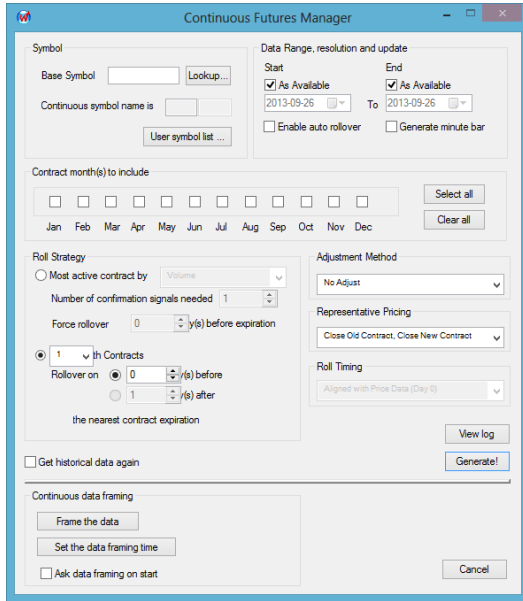 Continuous Futures Manager
Symbol
Base Symbol Lookup...
Continuous symbol name is
User symbol list ...
Data Range, resolution and update
Start End
As Available As Available
2013-09-26 To 2013-09-26
Enable auto rollover Generate minute bar
Contract month(s) to include
Jan Feb Mar Apr May Jun Jul Aug Sep Oct Nov Dec
Select all
Clear all
Roll Strategy
Most active contract by Volume
Number of confirmation signals needed 1
Force rollover 0 y(s) before expiration
1 th Contracts
Rollover on 0 y(s) before
1 y(s) after
the nearest contract expiration
Adjustment Method
No Adjust
Representative Pricing
Close Old Contract, Close New Contract
Roll Timing
Aligned with Price Data (Day 0)
View log
Get historical data again Generate!
Continuous data framing
Frame the data
Set the data framing time
Ask data framing on start
Cancel